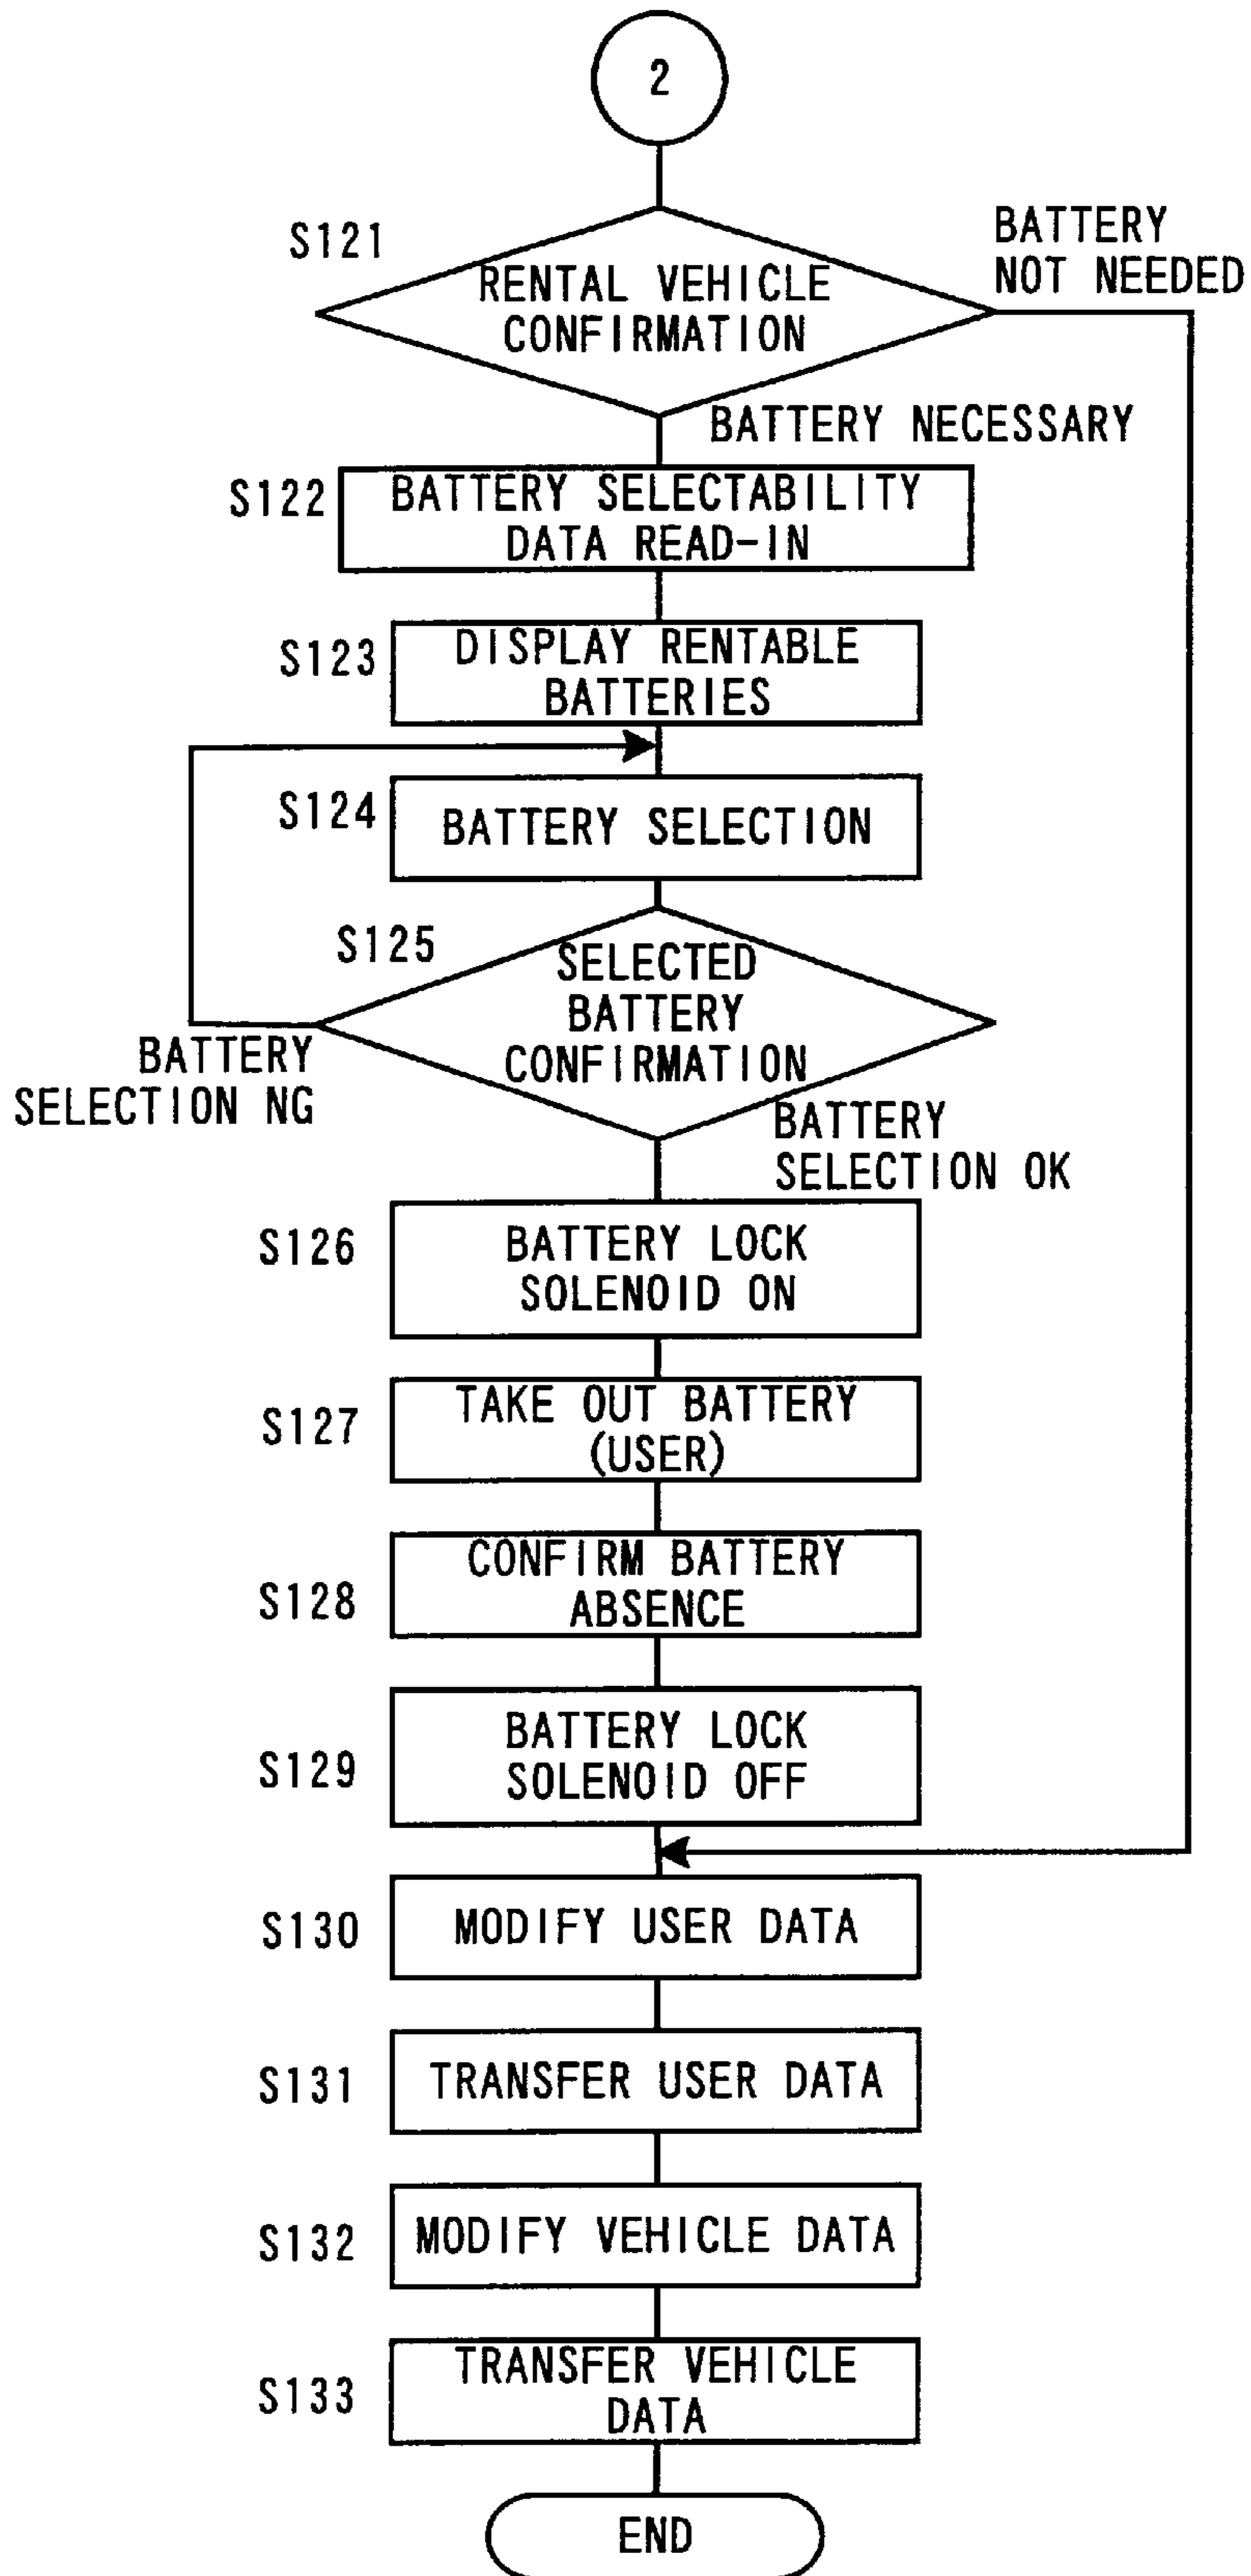 2
S121
RENTAL VEHICLE
CONFIRMATION
BATTERY
NOT NEEDED
BATTERY NECESSARY
S122
BATTERY SELECTABILITY
DATA READ-IN
S123
DISPLAY RENTABLE
BATTERIES
S124
BATTERY SELECTION
S125
SELECTED
BATTERY
CONFIRMATION
BATTERY
SELECTION NG
BATTERY
SELECTION OK
S126
BATTERY LOCK
SOLENOID ON
S127
TAKE OUT BATTERY
(USER)
S128
CONFIRM BATTERY
ABSENCE
S129
BATTERY LOCK
SOLENOID OFF
S130
MODIFY USER DATA
S131
TRANSFER USER DATA
S132
MODIFY VEHICLE DATA
S133
TRANSFER VEHICLE
DATA
END